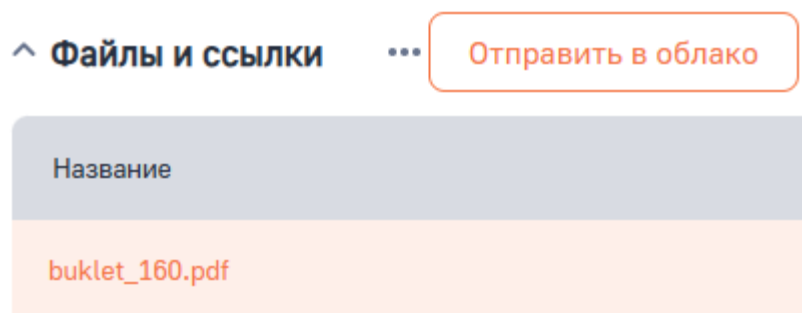 Файлы и ссылки ••• Отправить в облако
Название
buklet_160.pdf